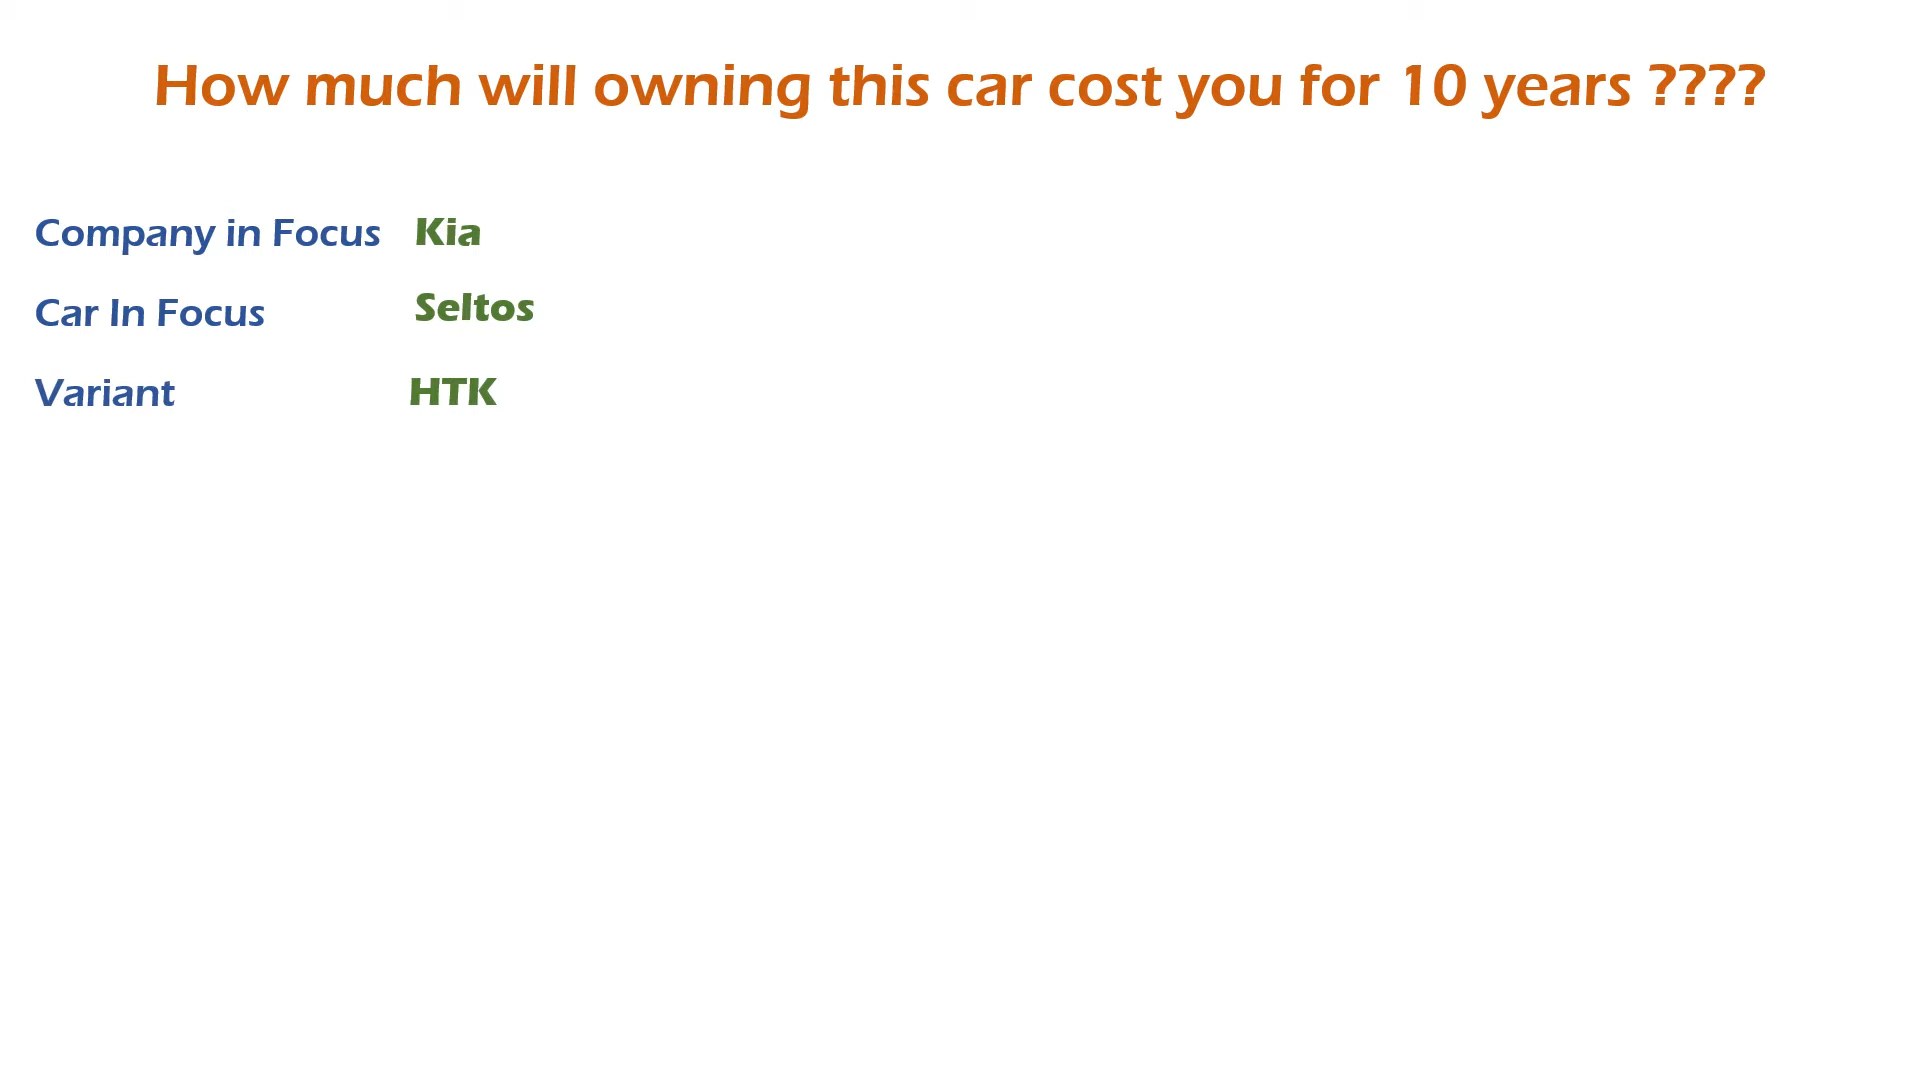 How much will owning this car cost you for 10 years ????
Company in Focus Kia
Car In Focus Seltos
Variant HTK